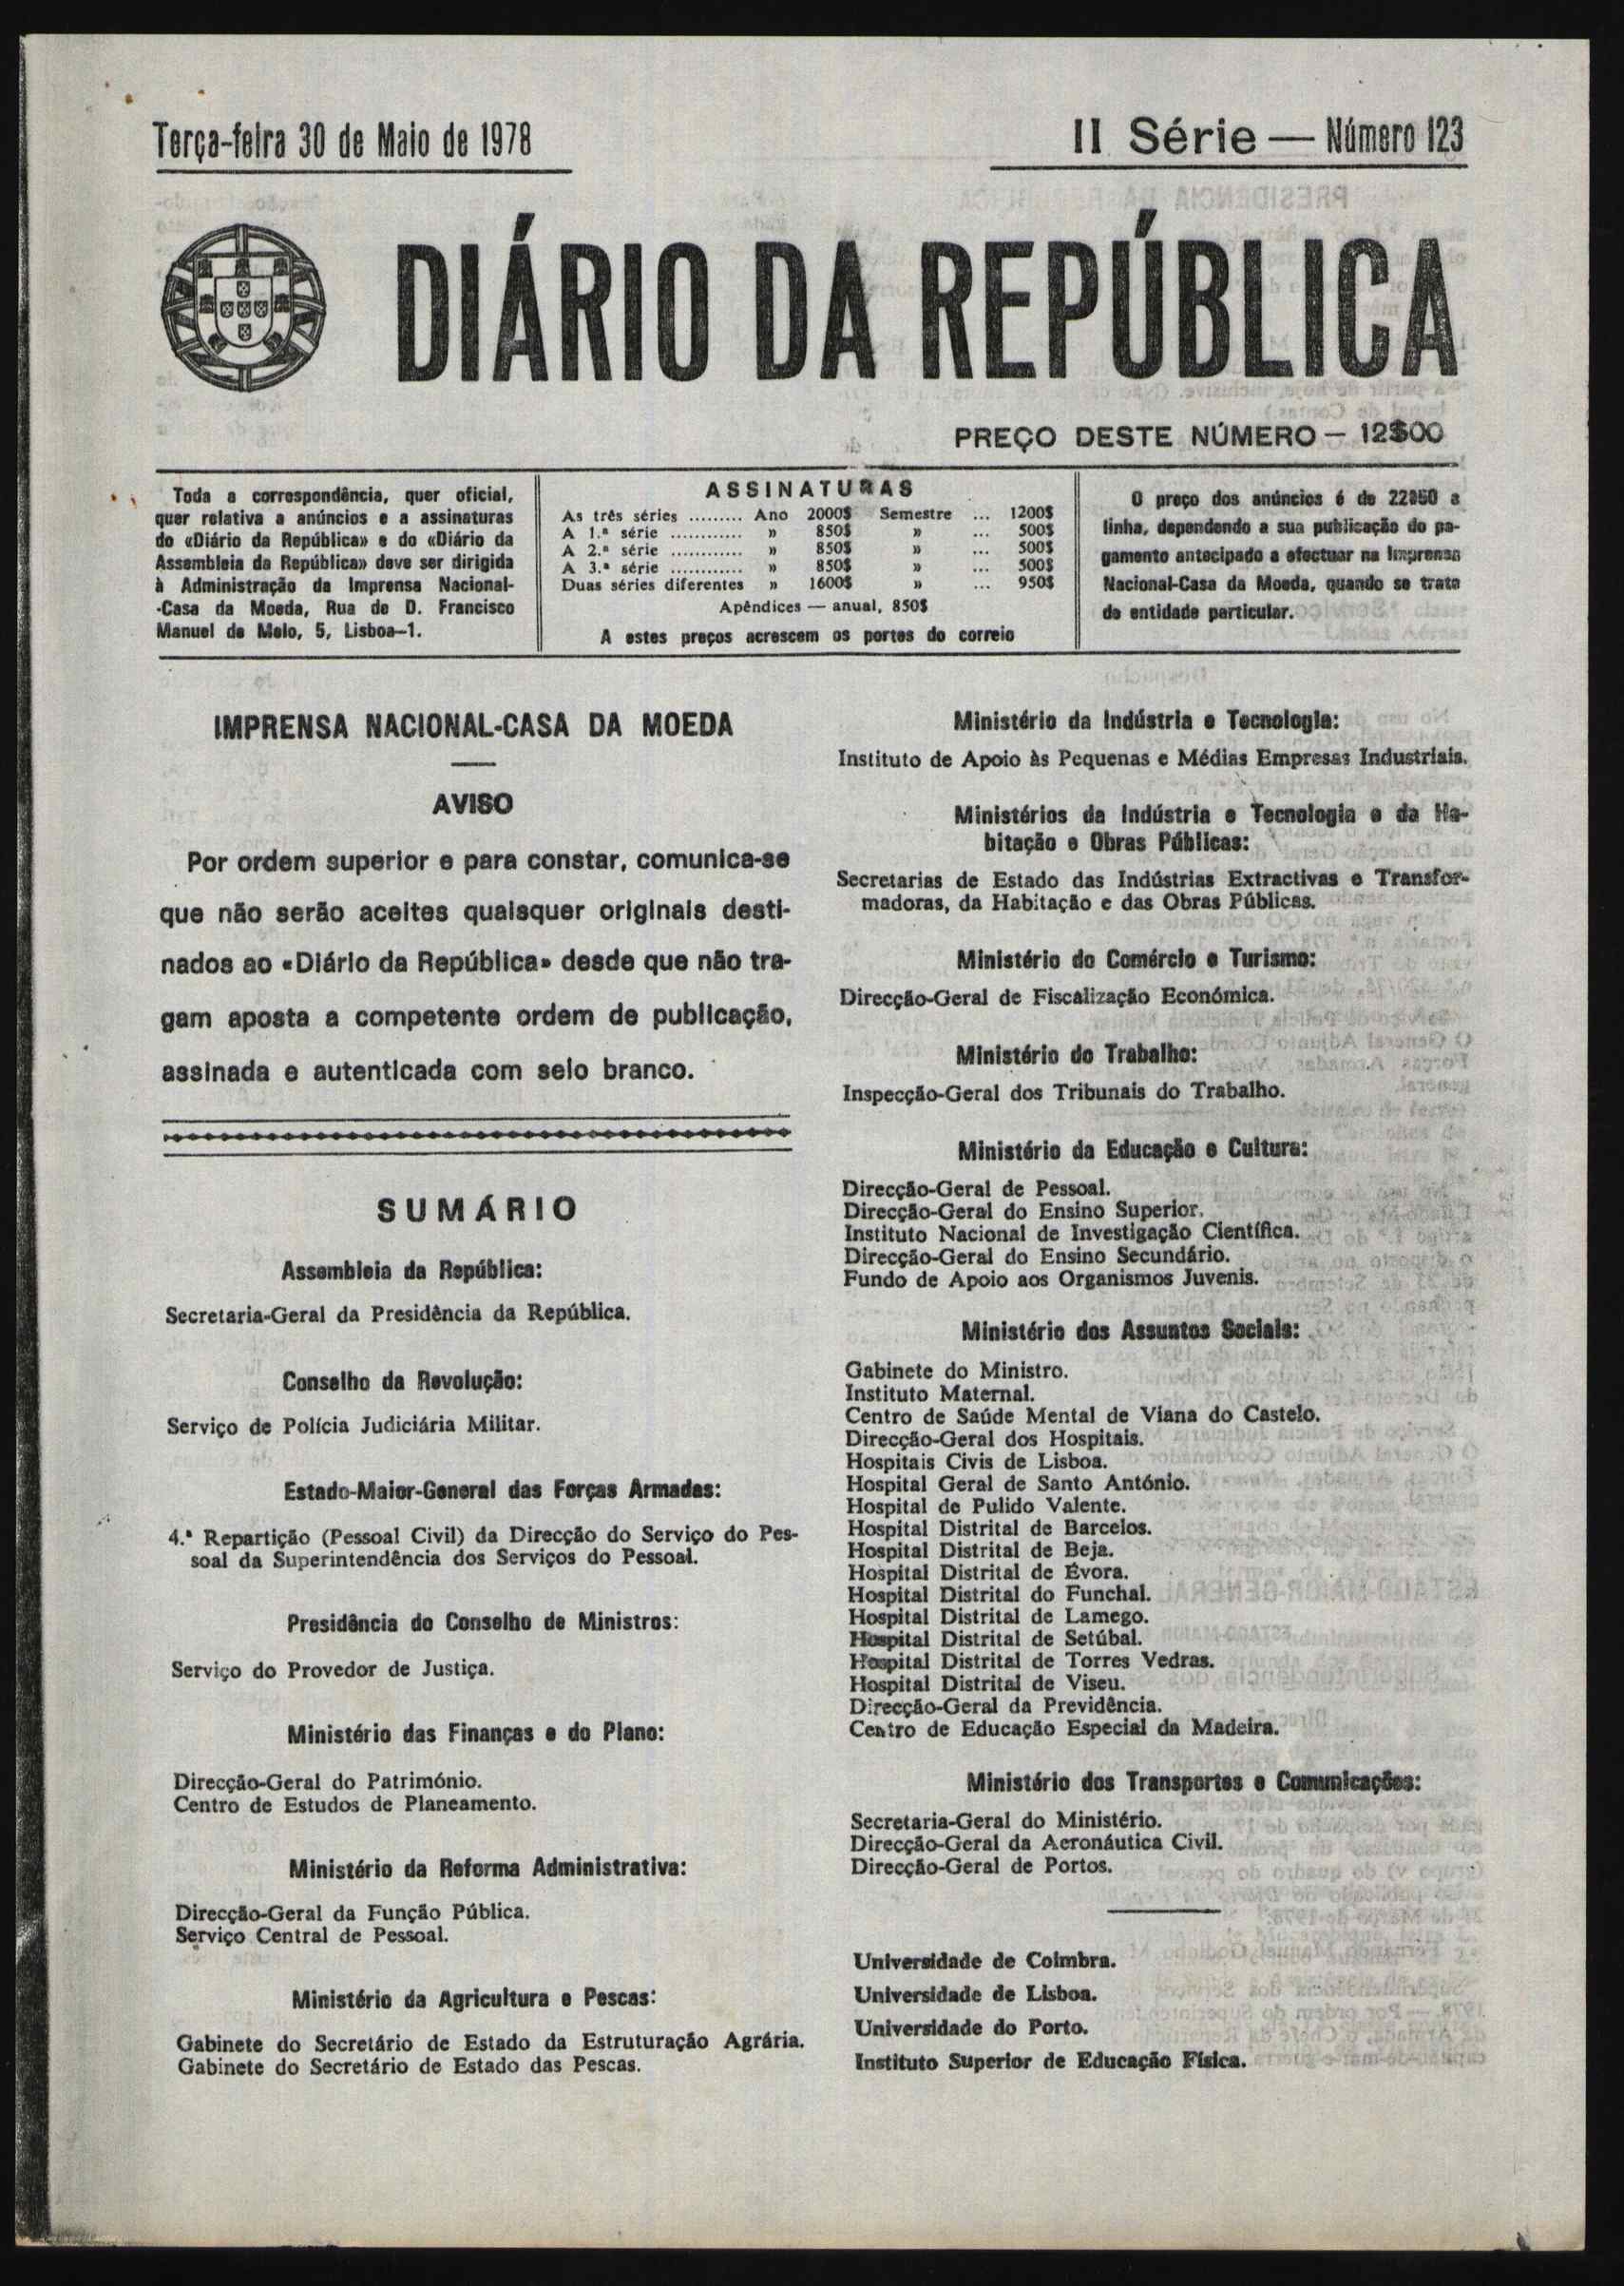 Terça-feira 30 de Maio de 1978
II Série — Número 123
DIÁRIO DA REPÚBLICA
PREÇO DESTE NÚMERO — 12$00
Toda a correspondência, quer oficial,
quer relativa a anúncios e a assinaturas
do «Diário da República» e do «Diário da
Assembleia da República» deve ser dirigida
à Administração da Imprensa Nacional-
-Casa da Moeda, Rua de D. Francisco
Manuel de Melo, 5, Lisboa-1.
ASSINATURAS
As três séries ......... Ano 2000$ Semestre ... 1200$
A 1.ª série ............ » 850$ » ... 500$
A 2.ª série ............ » 850$ » ... 500$
A 3.ª série ............ » 850$ » ... 500$
Duas séries diferentes » 1600$ » ... 950$
Apêndices — anual, 850$
A estes preços acrescem os portes do correio
O preço dos anúncios é de 22$50 a
linha, dependendo a sua publicação do pa-
gamento antecipado a efectuar na Imprensa
Nacional-Casa da Moeda, quando se trate
de entidade particular.
IMPRENSA NACIONAL-CASA DA MOEDA
AVISO
Por ordem superior e para constar, comunica-se
que não serão aceites quaisquer originais desti-
nados ao «Diário da República» desde que não tra-
gam aposta a competente ordem de publicação,
assinada e autenticada com selo branco.
SUMÁRIO
Assembleia da República:
Secretaria-Geral da Presidência da República.
Conselho da Revolução:
Serviço de Polícia Judiciária Militar.
Estado-Maior-General das Forças Armadas:
4.ª Repartição (Pessoal Civil) da Direcção do Serviço do Pes-
soal da Superintendência dos Serviços do Pessoal.
Presidência do Conselho de Ministros:
Serviço do Provedor de Justiça.
Ministério das Finanças e do Plano:
Direcção-Geral do Património.
Centro de Estudos de Planeamento.
Ministério da Reforma Administrativa:
Direcção-Geral da Função Pública.
Serviço Central de Pessoal.
Ministério da Agricultura e Pescas:
Gabinete do Secretário de Estado da Estruturação Agrária.
Gabinete do Secretário de Estado das Pescas.
Ministério da Indústria e Tecnologia:
Instituto de Apoio às Pequenas e Médias Empresas Industriais.
Ministérios da Indústria e Tecnologia e da Ha-
bitação e Obras Públicas:
Secretarias de Estado das Indústrias Extractivas e Transfor-
madoras, da Habitação e das Obras Públicas.
Ministério do Comércio e Turismo:
Direcção-Geral de Fiscalização Económica.
Ministério do Trabalho:
Inspecção-Geral dos Tribunais do Trabalho.
Ministério da Educação e Cultura:
Direcção-Geral de Pessoal.
Direcção-Geral do Ensino Superior.
Instituto Nacional de Investigação Científica.
Direcção-Geral do Ensino Secundário.
Fundo de Apoio aos Organismos Juvenis.
Ministério dos Assuntos Sociais:
Gabinete do Ministro.
Instituto Maternal.
Centro de Saúde Mental de Viana do Castelo.
Direcção-Geral dos Hospitais.
Hospitais Civis de Lisboa.
Hospital Geral de Santo António.
Hospital de Pulido Valente.
Hospital Distrital de Barcelos.
Hospital Distrital de Beja.
Hospital Distrital de Évora.
Hospital Distrital do Funchal.
Hospital Distrital de Lamego.
Hospital Distrital de Setúbal.
Hospital Distrital de Torres Vedras.
Hospital Distrital de Viseu.
Direcção-Geral da Previdência.
Centro de Educação Especial da Madeira.
Ministério dos Transportes e Comunicações:
Secretaria-Geral do Ministério.
Direcção-Geral da Aeronáutica Civil.
Direcção-Geral de Portos.
Universidade de Coimbra.
Universidade de Lisboa.
Universidade do Porto.
Instituto Superior de Educação Física.